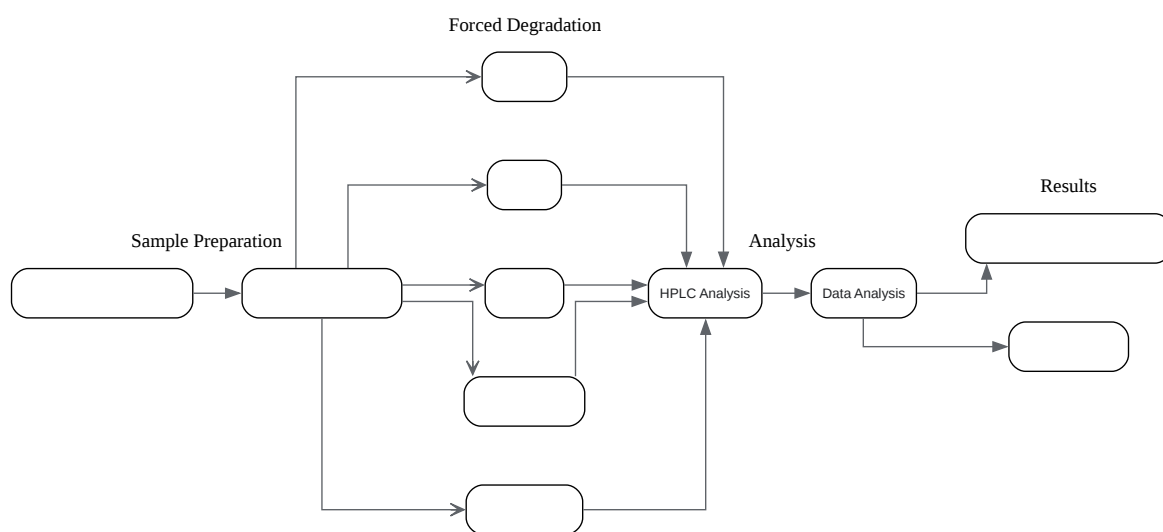 Forced Degradation
Results
Sample Preparation
Analysis
HPLC Analysis
Data Analysis